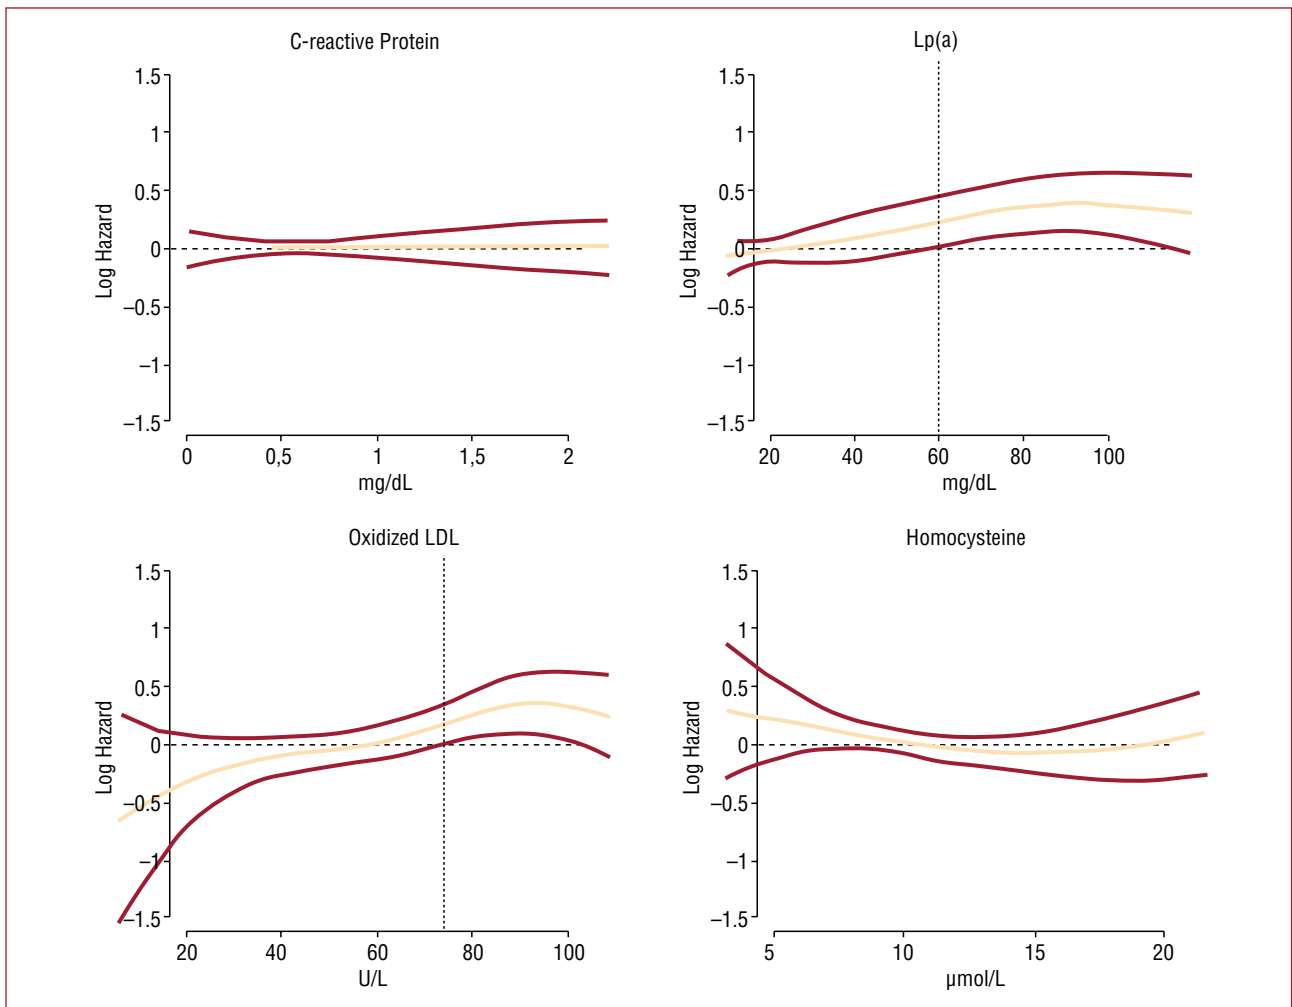 C-reactive Protein
1.5
1
0.5
0
–0.5
–1
–1.5
Log Hazard
0 0,5 1 1,5 2
mg/dL
Lp(a)
1.5
1
0.5
0
–0.5
–1
–1.5
Log Hazard
20 40 60 80 100
mg/dL
Oxidized LDL
1.5
1
0.5
0
–0.5
–1
–1.5
Log Hazard
20 40 60 80 100
U/L
Homocysteine
1.5
1
0.5
0
–0.5
–1
–1.5
Log Hazard
5 10 15 20
µmol/L